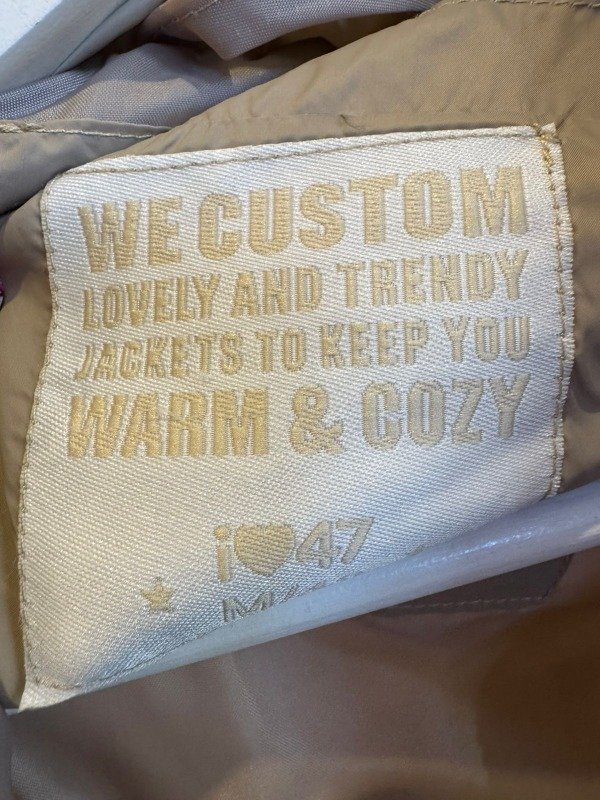 WE CUSTOM
LOVELY AND TRENDY
JACKETS TO KEEP YOU
WARM & COZY
i♥47